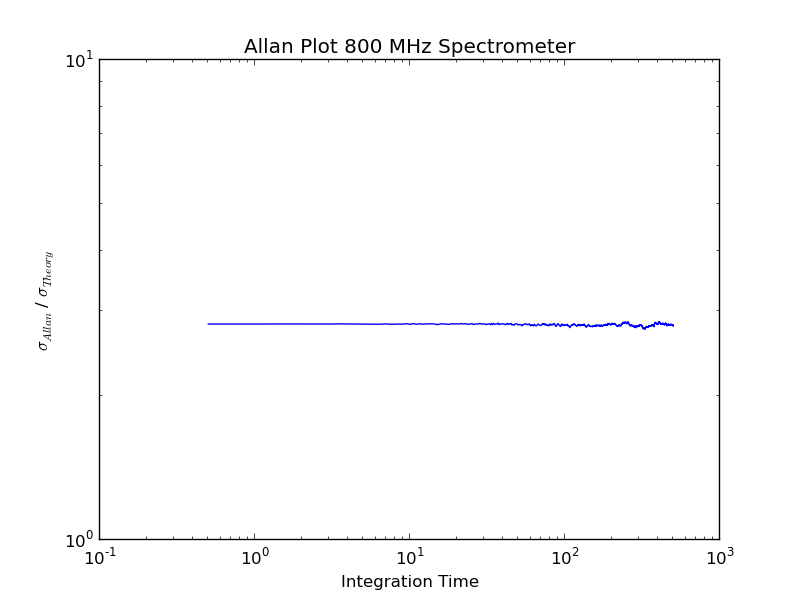 Allan Plot 800 MHz Spectrometer
10^1
σ_Allan / σ_Theory
10^0
10^-1 10^0 10^1 10^2 10^3
Integration Time